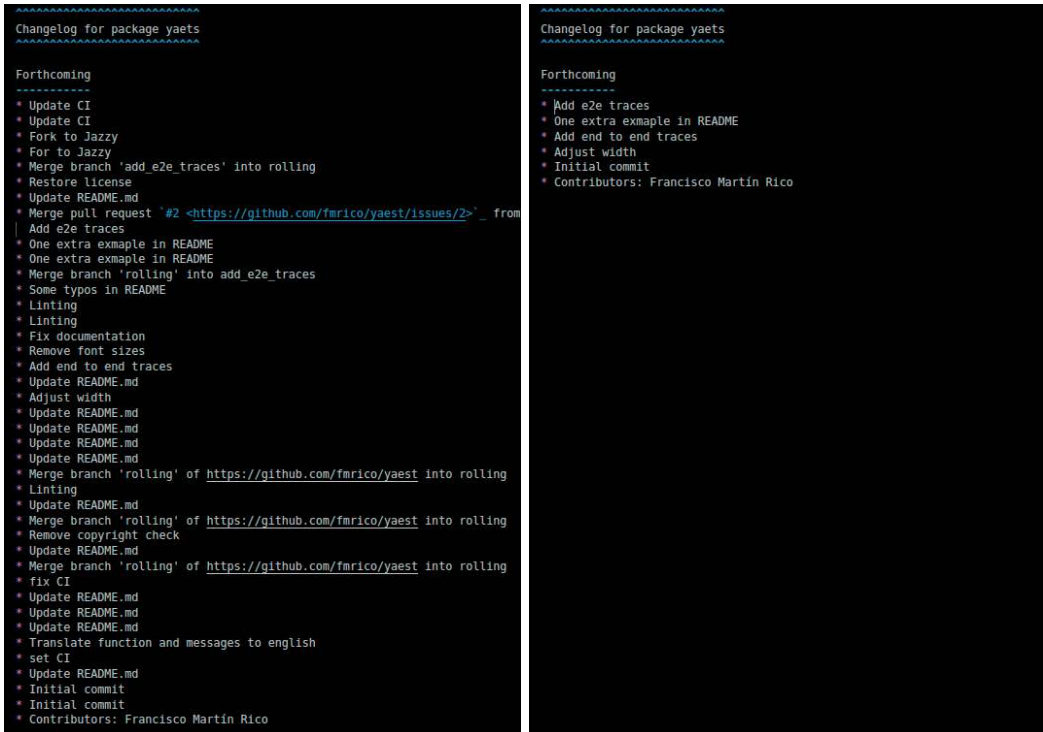 ^^^^^^^^^^^^^^^^^^^^^^^^^^^
Changelog for package yaets
^^^^^^^^^^^^^^^^^^^^^^^^^^^
Forthcoming
-----------
* Update CI
* Update CI
* Fork to Jazzy
* For to Jazzy
* Merge branch 'add_e2e_traces' into rolling
* Restore license
* Update README.md
* Merge pull request `#2 <https://github.com/fmrico/yaest/issues/2>`_ from
Add e2e traces
* One extra exmaple in README
* One extra exmaple in README
* Merge branch 'rolling' into add_e2e_traces
* Some typos in README
* Linting
* Linting
* Fix documentation
* Remove font sizes
* Add end to end traces
* Update README.md
* Adjust width
* Update README.md
* Update README.md
* Update README.md
* Update README.md
* Merge branch 'rolling' of https://github.com/fmrico/yaest into rolling
* Linting
* Update README.md
* Merge branch 'rolling' of https://github.com/fmrico/yaest into rolling
* Remove copyright check
* Update README.md
* Merge branch 'rolling' of https://github.com/fmrico/yaest into rolling
* fix CI
* Update README.md
* Update README.md
* Update README.md
* Translate function and messages to english
* set CI
* Update README.md
* Initial commit
* Initial commit
* Contributors: Francisco Martín Rico
^^^^^^^^^^^^^^^^^^^^^^^^^^^
Changelog for package yaets
^^^^^^^^^^^^^^^^^^^^^^^^^^^
Forthcoming
-----------
* Add e2e traces
* One extra exmaple in README
* Add end to end traces
* Adjust width
* Initial commit
* Contributors: Francisco Martín Rico